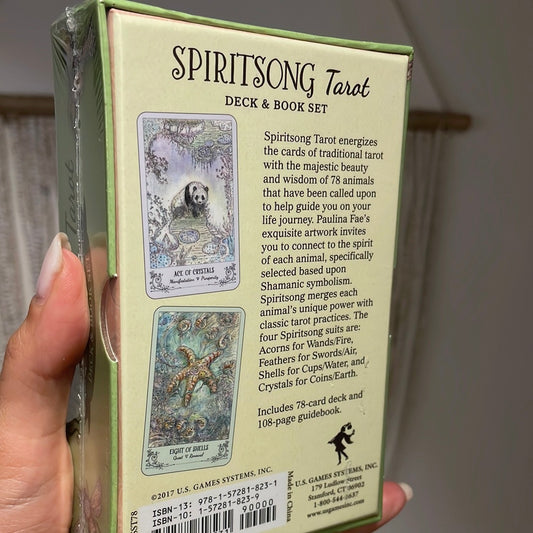 SPIRITSONG Tarot
DECK & BOOK SET
Spiritsong Tarot energizes
the cards of traditional tarot
with the majestic beauty
and wisdom of 78 animals
that have been called upon
to help guide you on your
life journey. Paulina Fae's
exquisite artwork invites
you to connect to the spirit
of each animal, specifically
selected based upon
Shamanic symbolism.
Spiritsong merges each
animal's unique power with
classic tarot practices. The
four Spiritsong suits are:
Acorns for Wands/Fire,
Feathers for Swords/Air,
Shells for Cups/Water, and
Crystals for Coins/Earth.
Includes 78-card deck and
108-page guidebook.
ACE OF CRYSTALS
Manifestation & Prosperity
EIGHT OF SHELLS
Quest & Renewal
©2017 U.S. GAMES SYSTEMS, INC.
ISBN-13: 978-1-57281-823-1
ISBN-10: 1-57281-823-9
90000
Made in China
U.S. GAMES SYSTEMS, INC.
179 Ludlow Street
Stamford, CT 06902
www.usgamesinc.com
Tarot
SST78